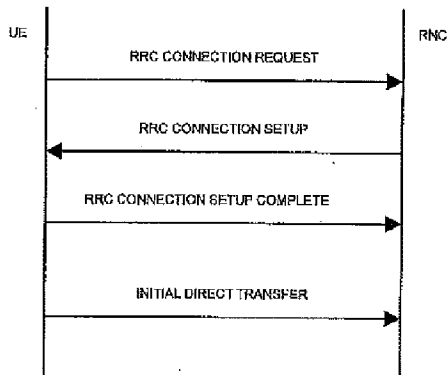 UE
RNC
RRC CONNECTION REQUEST
RRC CONNECTION SETUP
RRC CONNECTION SETUP COMPLETE
INITIAL DIRECT TRANSFER